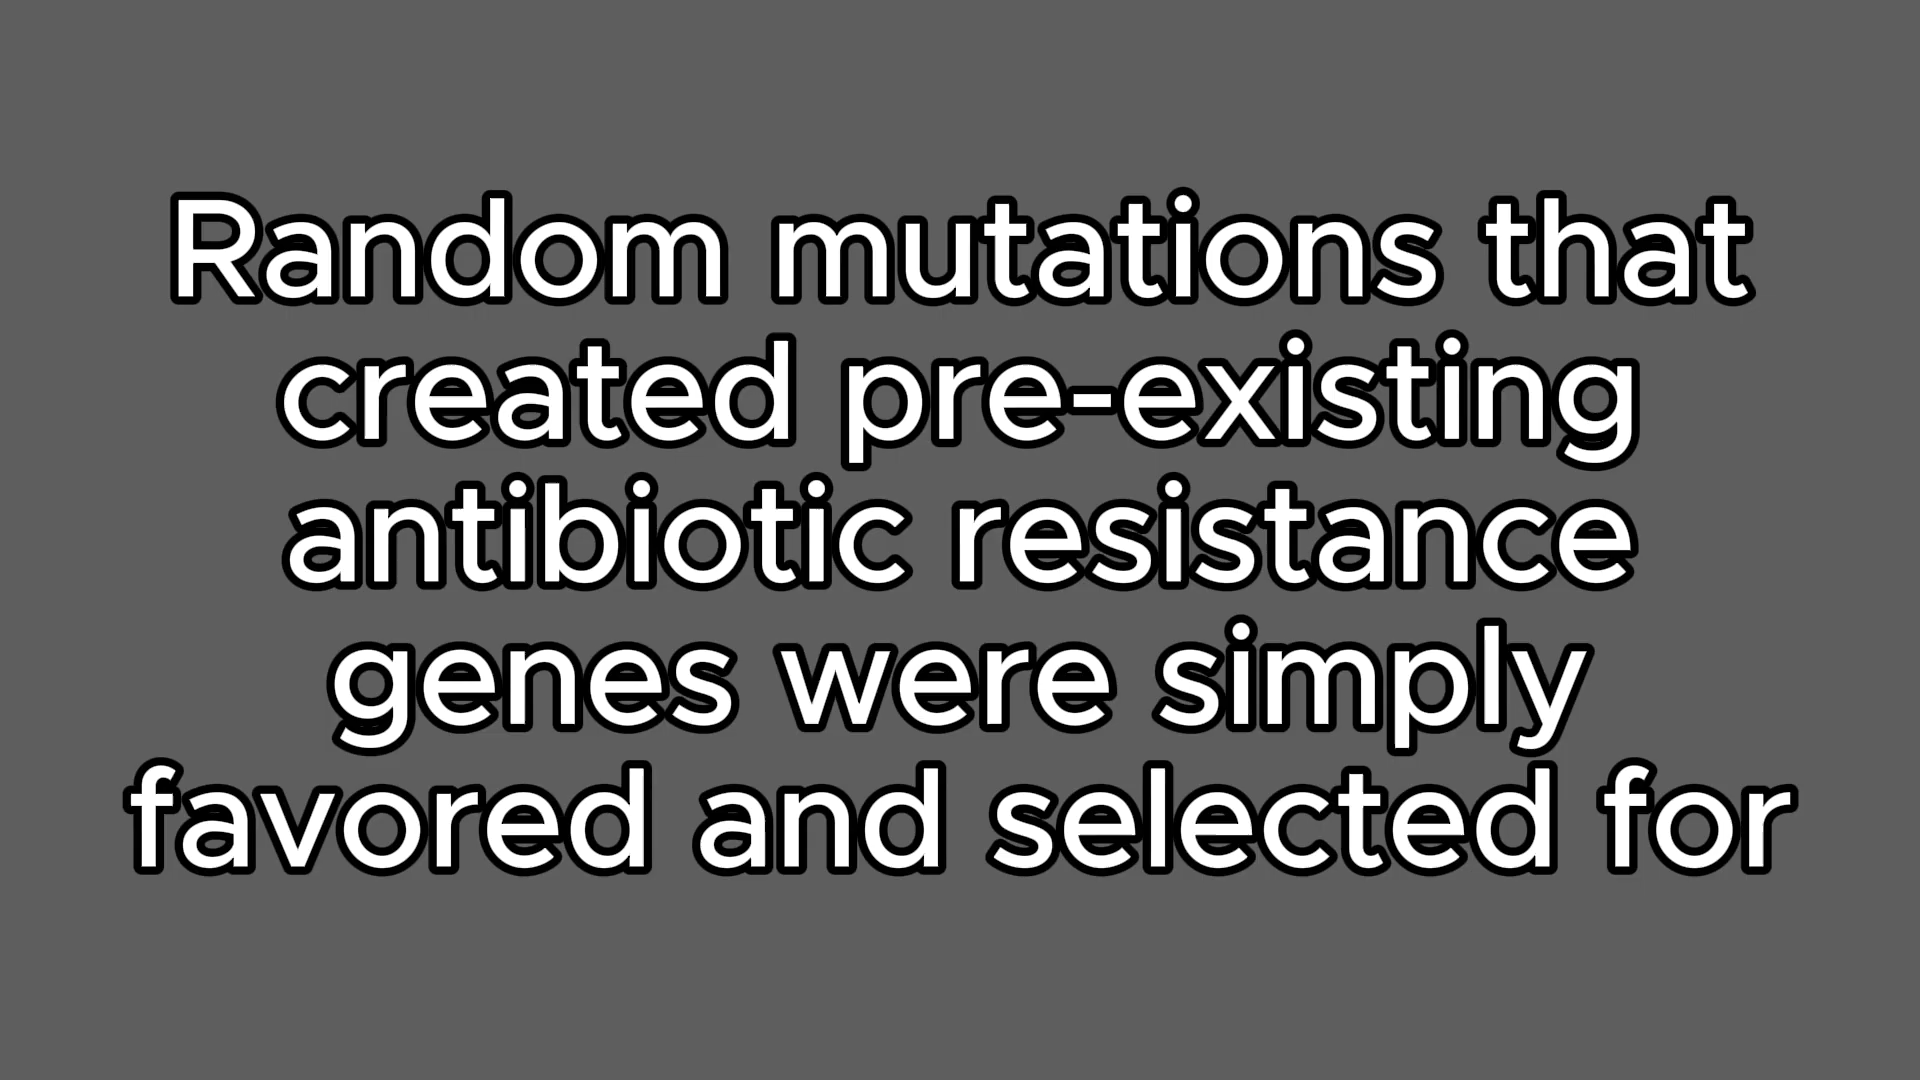 Random mutations that
created pre-existing
antibiotic resistance
genes were simply
favored and selected for